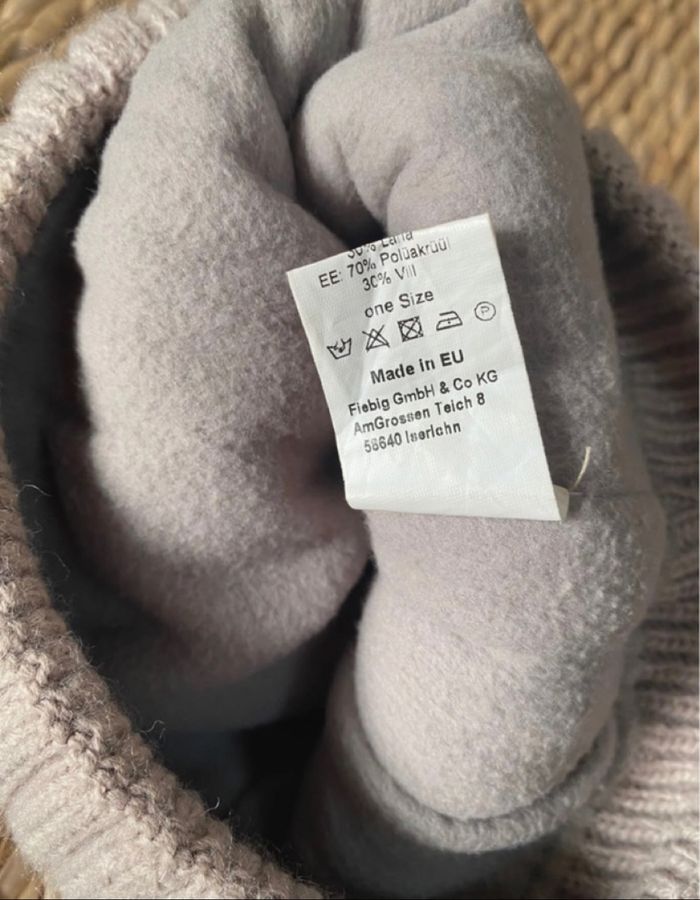 30% Lana
EE: 70% Polüakrüül
30% Vill
one Size
P
Made in EU
Fiebig GmbH & Co KG
AmGrossen Teich 8
58640 Iserlohn